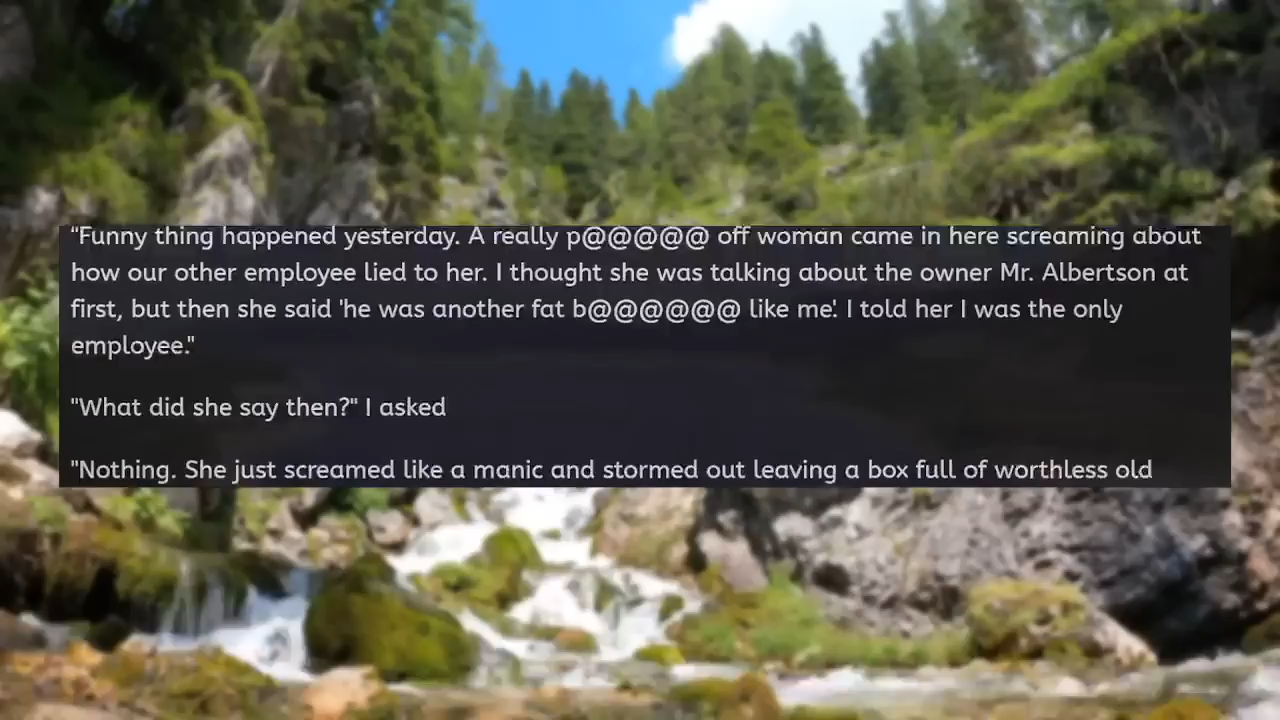 "Funny thing happened yesterday. A really p@@@@@ off woman came in here screaming about
how our other employee lied to her. I thought she was talking about the owner Mr. Albertson at
first, but then she said 'he was another fat b@@@@@@ like me'. I told her I was the only
employee."
"What did she say then?" I asked
"Nothing. She just screamed like a manic and stormed out leaving a box full of worthless old